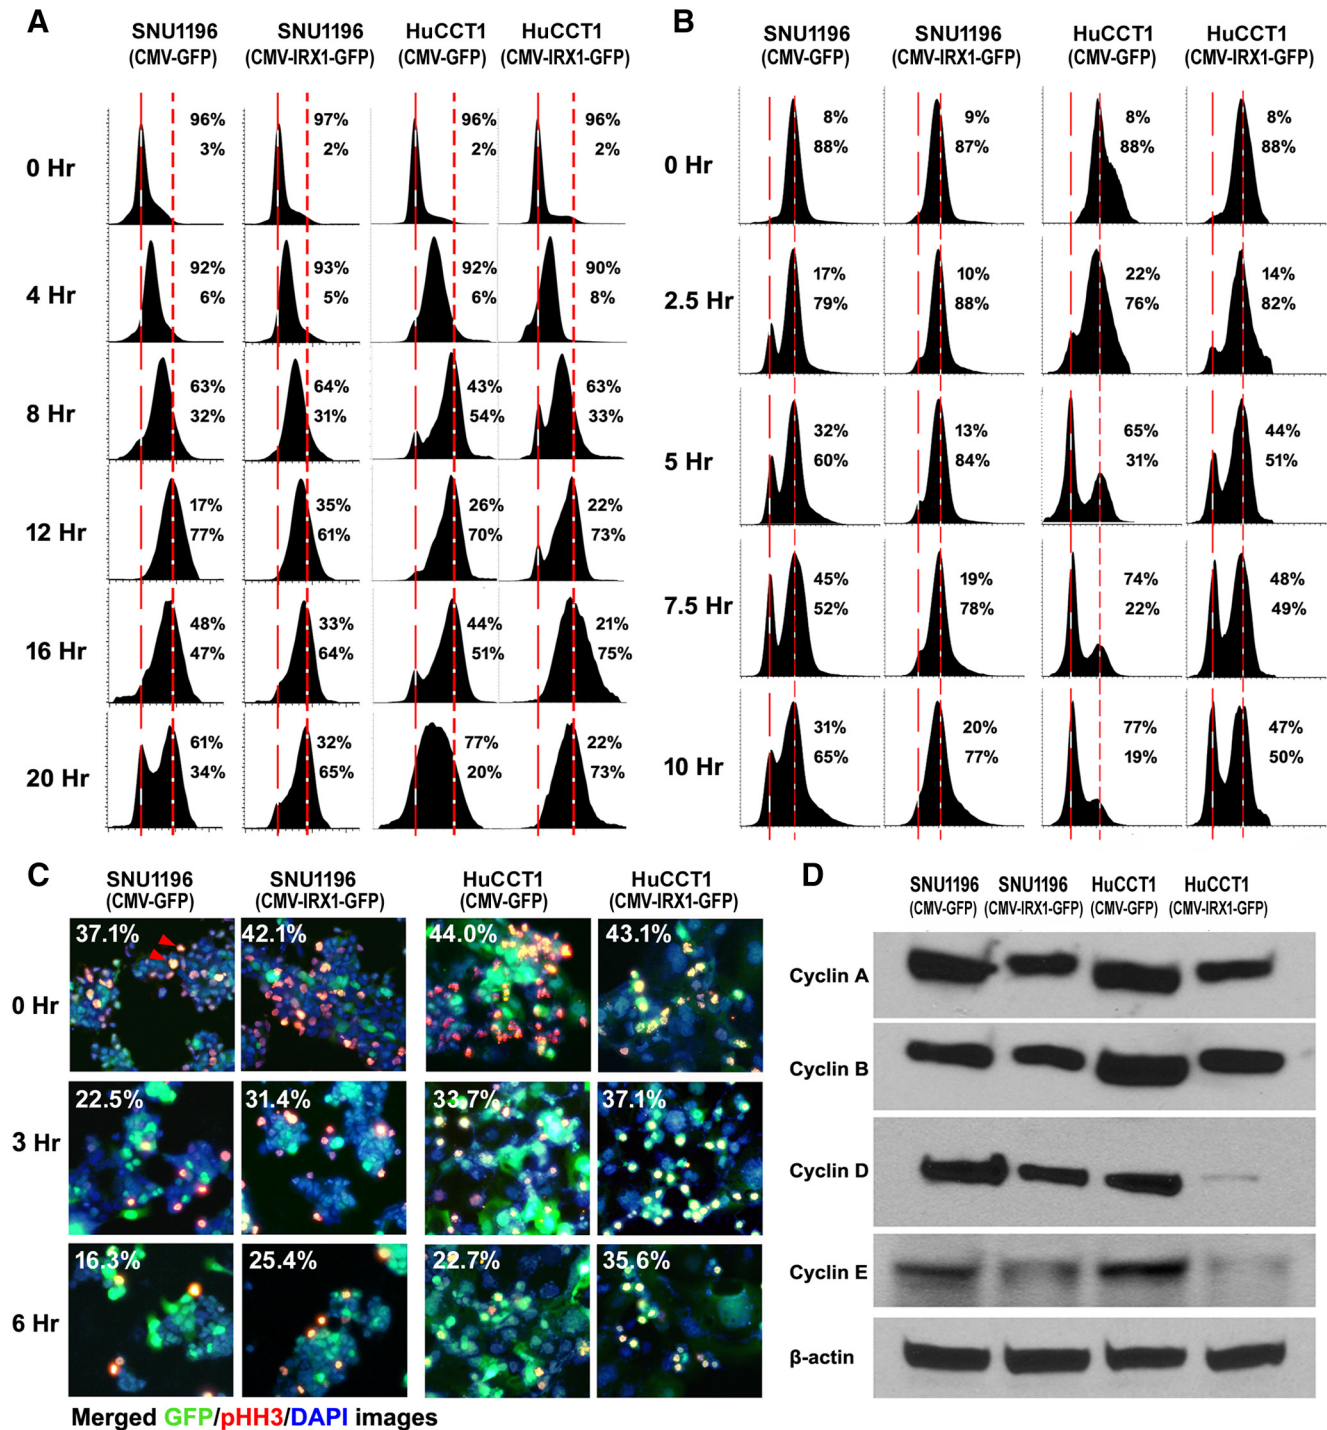 A
SNU1196 SNU1196 HuCCT1 HuCCT1
(CMV-GFP) (CMV-IRX1-GFP) (CMV-GFP) (CMV-IRX1-GFP)
0 Hr
96% 97% 96% 96%
3% 2% 2% 2%
4 Hr
92% 93% 92% 90%
6% 5% 6% 8%
8 Hr
63% 64% 43% 63%
32% 31% 54% 33%
12 Hr
17% 35% 26% 22%
77% 61% 70% 73%
16 Hr
48% 33% 44% 21%
47% 64% 51% 75%
20 Hr
61% 32% 77% 22%
34% 65% 20% 73%
B
SNU1196 SNU1196 HuCCT1 HuCCT1
(CMV-GFP) (CMV-IRX1-GFP) (CMV-GFP) (CMV-IRX1-GFP)
0 Hr
8% 9% 8% 8%
88% 87% 88% 88%
2.5 Hr
17% 10% 22% 14%
79% 88% 76% 82%
5 Hr
32% 13% 65% 44%
60% 84% 31% 51%
7.5 Hr
45% 19% 74% 48%
52% 78% 22% 49%
10 Hr
31% 20% 77% 47%
65% 77% 19% 50%
C
SNU1196 SNU1196 HuCCT1 HuCCT1
(CMV-GFP) (CMV-IRX1-GFP) (CMV-GFP) (CMV-IRX1-GFP)
0 Hr
37.1% 42.1% 44.0% 43.1%
3 Hr
22.5% 31.4% 33.7% 37.1%
6 Hr
16.3% 25.4% 22.7% 35.6%
Merged GFP/pHH3/DAPI images
D
SNU1196 SNU1196 HuCCT1 HuCCT1
(CMV-GFP) (CMV-IRX1-GFP) (CMV-GFP) (CMV-IRX1-GFP)
Cyclin A
Cyclin B
Cyclin D
Cyclin E
β-actin